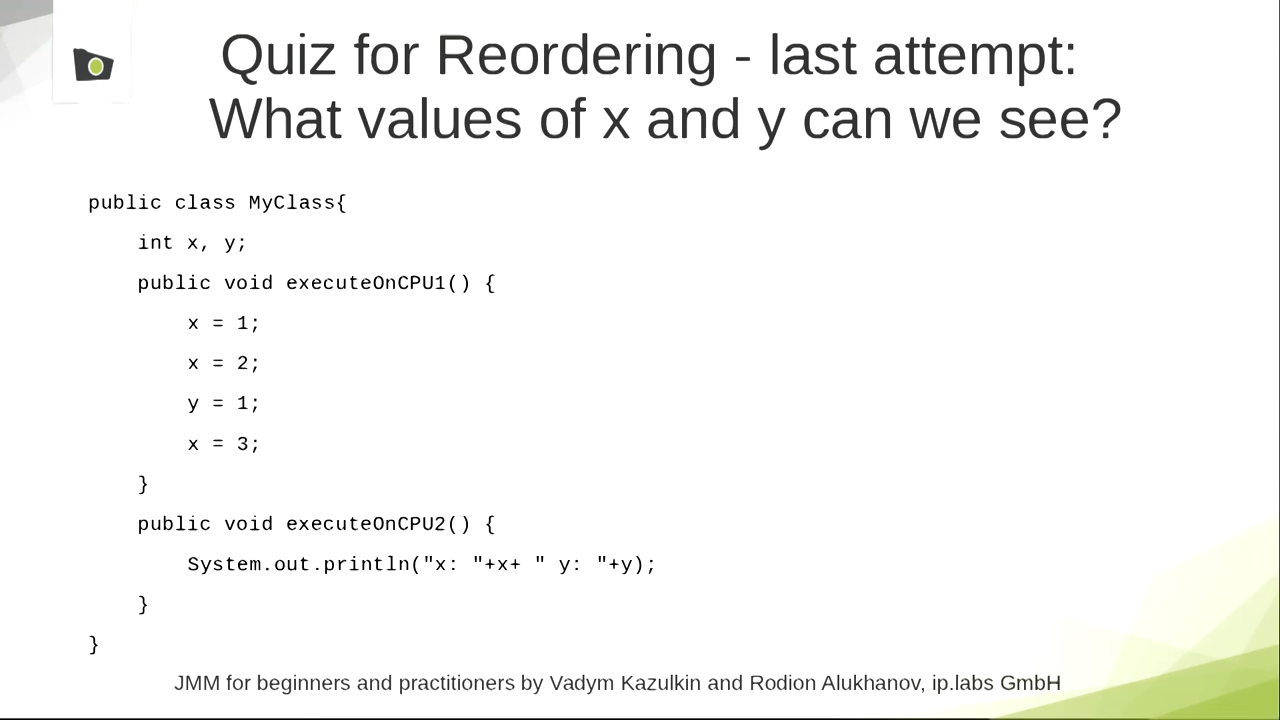 Quiz for Reordering - last attempt:
What values of x and y can we see?
public class MyClass{
    int x, y;
    public void executeOnCPU1() {
        x = 1;
        x = 2;
        y = 1;
        x = 3;
    }
    public void executeOnCPU2() {
        System.out.println("x: "+x+ " y: "+y);
    }
}
JMM for beginners and practitioners by Vadym Kazulkin and Rodion Alukhanov, ip.labs GmbH